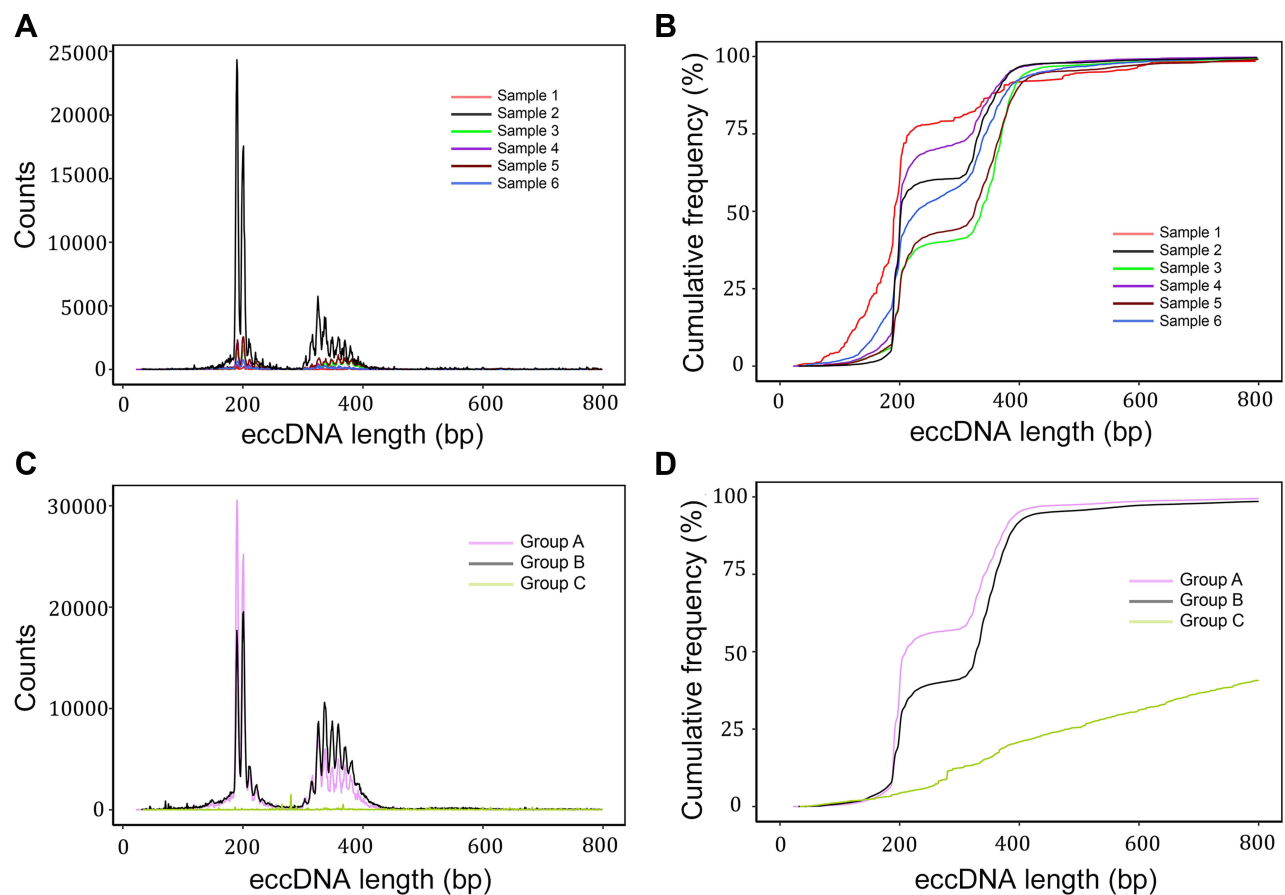 A
Counts
25000
20000
15000
10000
5000
0
0 200 400 600 800
eccDNA length (bp)
Sample 1
Sample 2
Sample 3
Sample 4
Sample 5
Sample 6
B
Cumulative frequency (%)
100
75
50
25
0
0 200 400 600 800
eccDNA length (bp)
Sample 1
Sample 2
Sample 3
Sample 4
Sample 5
Sample 6
C
Counts
30000
20000
10000
0
0 200 400 600 800
eccDNA length (bp)
Group A
Group B
Group C
D
Cumulative frequency (%)
100
75
50
25
0
0 200 400 600 800
eccDNA length (bp)
Group A
Group B
Group C